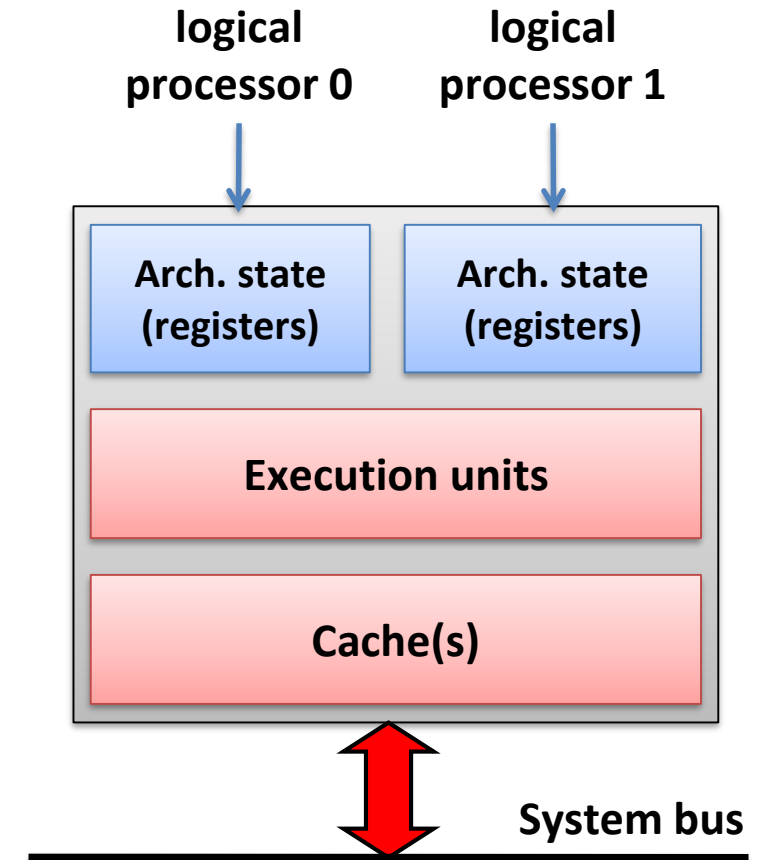 logical
processor 0
logical
processor 1
Arch. state
(registers)
Arch. state
(registers)
Execution units
Cache(s)
System bus